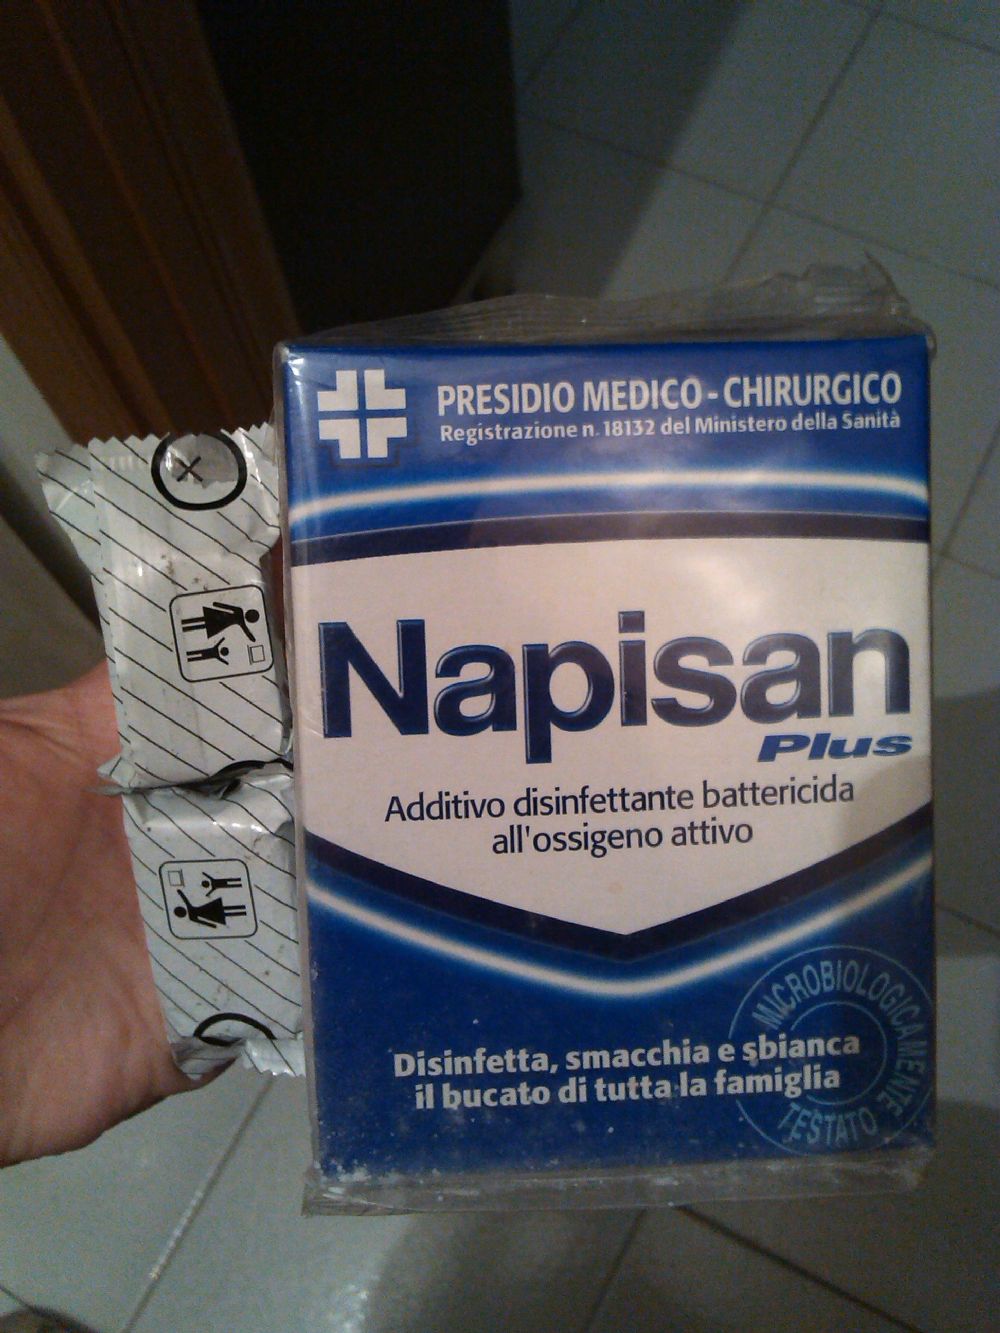 PRESIDIO MEDICO - CHIRURGICO
Registrazione n. 18132 del Ministero della Sanità
Napisan
Plus
Additivo disinfettante battericida
all'ossigeno attivo
Disinfetta, smacchia e sbianca
il bucato di tutta la famiglia
MICROBIOLOGICAMENTE
TESTATO